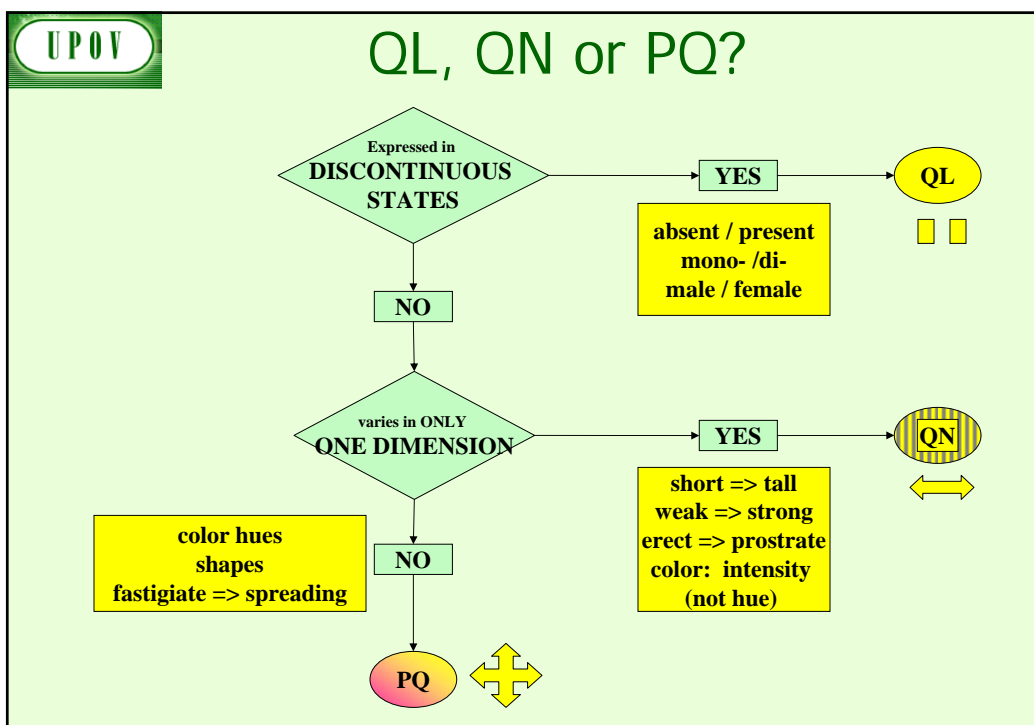 UPOV
QL, QN or PQ?
Expressed in
DISCONTINUOUS
STATES
YES
QL
absent / present
mono- /di-
male / female
NO
varies in ONLY
ONE DIMENSION
YES
QN
short => tall
weak => strong
erect => prostrate
color: intensity
(not hue)
color hues
shapes
fastigiate => spreading
NO
PQ